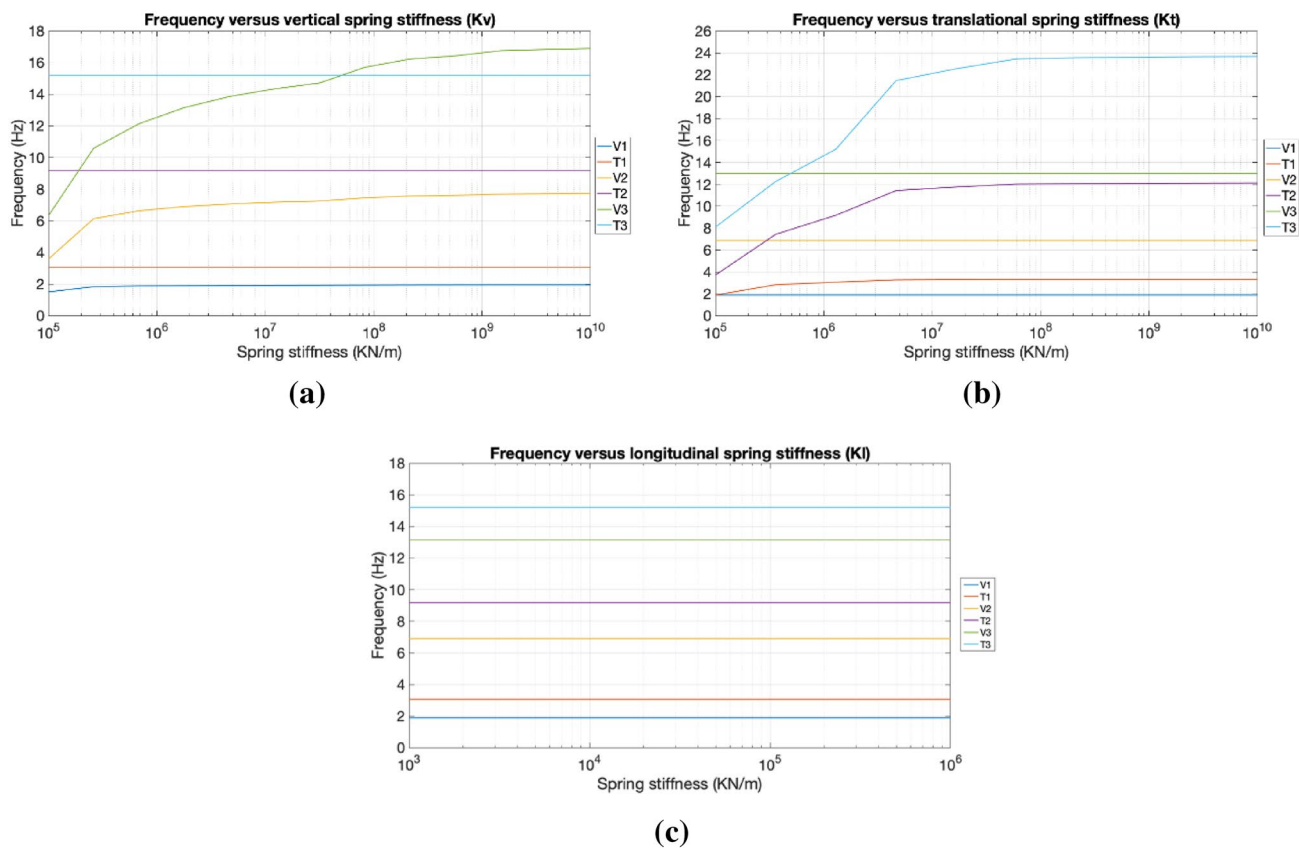 Frequency versus vertical spring stiffness (Kv)
Frequency (Hz)
18
16
14
12
10
8
6
4
2
0
10^5
10^6
10^7
10^8
10^9
10^10
Spring stiffness (KN/m)
V1
T1
V2
T2
V3
T3
(a)
Frequency versus translational spring stiffness (Kt)
Frequency (Hz)
26
24
22
20
18
16
14
12
10
8
6
4
2
0
10^5
10^6
10^7
10^8
10^9
10^10
Spring stiffness (KN/m)
V1
T1
V2
T2
V3
T3
(b)
Frequency versus longitudinal spring stiffness (Kl)
Frequency (Hz)
18
16
14
12
10
8
6
4
2
0
10^3
10^4
10^5
10^6
Spring stiffness (KN/m)
V1
T1
V2
T2
V3
T3
(c)